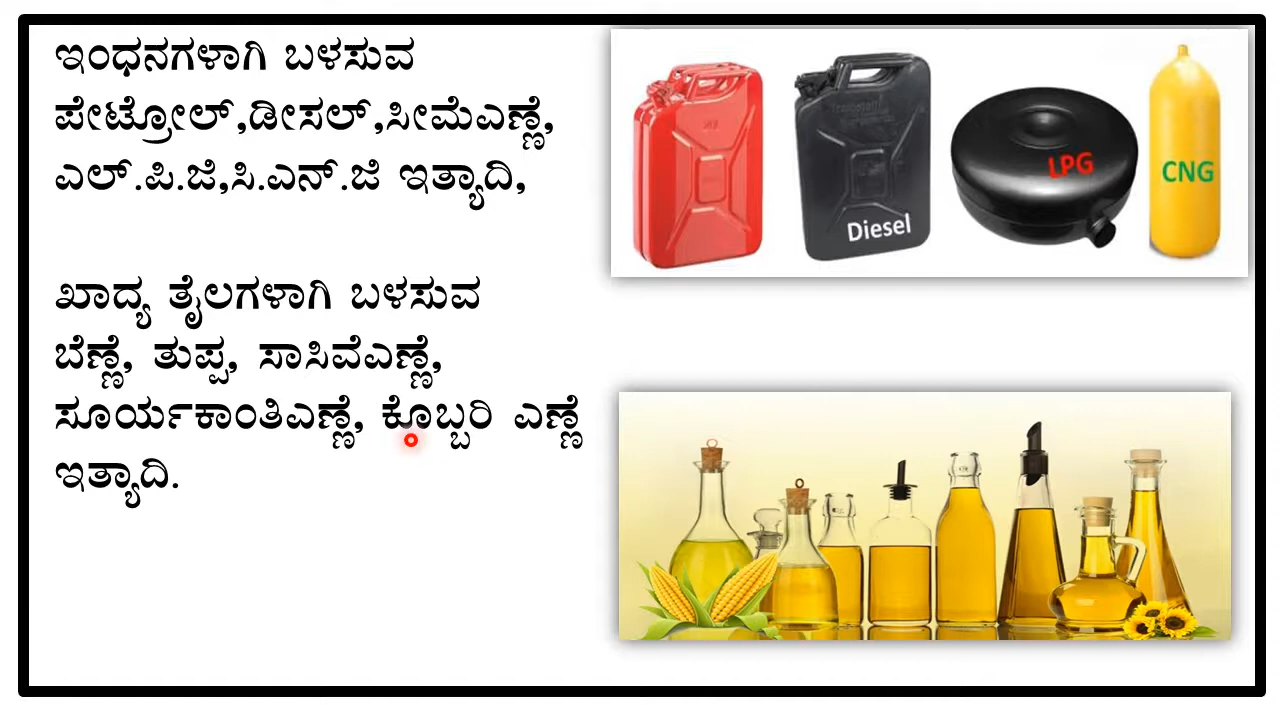 ಇಂಧನಗಳಾಗಿ ಬಳಸುವ
ಪೇಟ್ರೋಲ್,ಡೀಸಲ್,ಸೀಮೆಎಣ್ಣೆ,
ಎಲ್.ಪಿ.ಜಿ,ಸಿ.ಎನ್.ಜಿ ಇತ್ಯಾದಿ,
Diesel
LPG
CNG
ಖಾದ್ಯ ತೈಲಗಳಾಗಿ ಬಳಸುವ
ಬೆಣ್ಣೆ, ತುಪ್ಪ, ಸಾಸಿವೆಎಣ್ಣೆ,
ಸೂರ್ಯಕಾಂತಿಎಣ್ಣೆ, ಕೊಬ್ಬರಿ ಎಣ್ಣೆ
ಇತ್ಯಾದಿ.